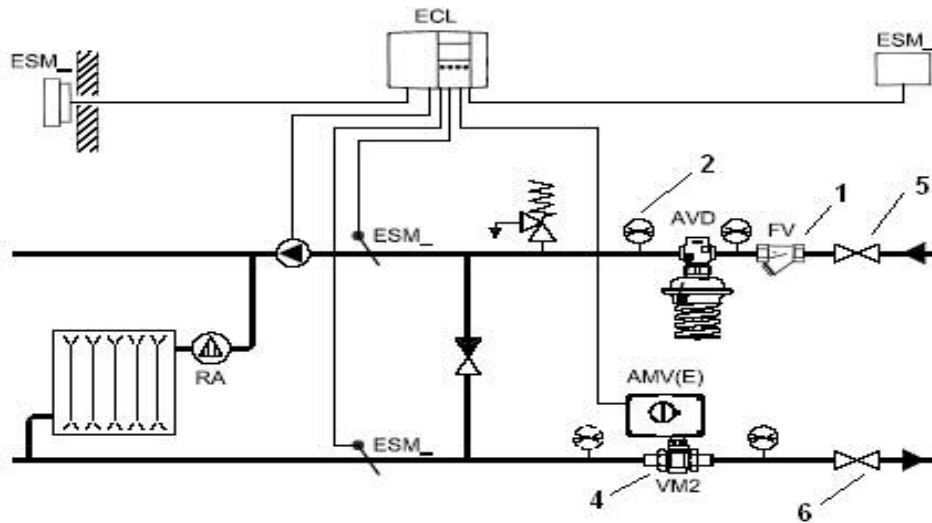 ECL
ESM_
ESM_
2
1
5
AVD
FV
ESM_
RA
AMV(E)
ESM_
4
VM2
6